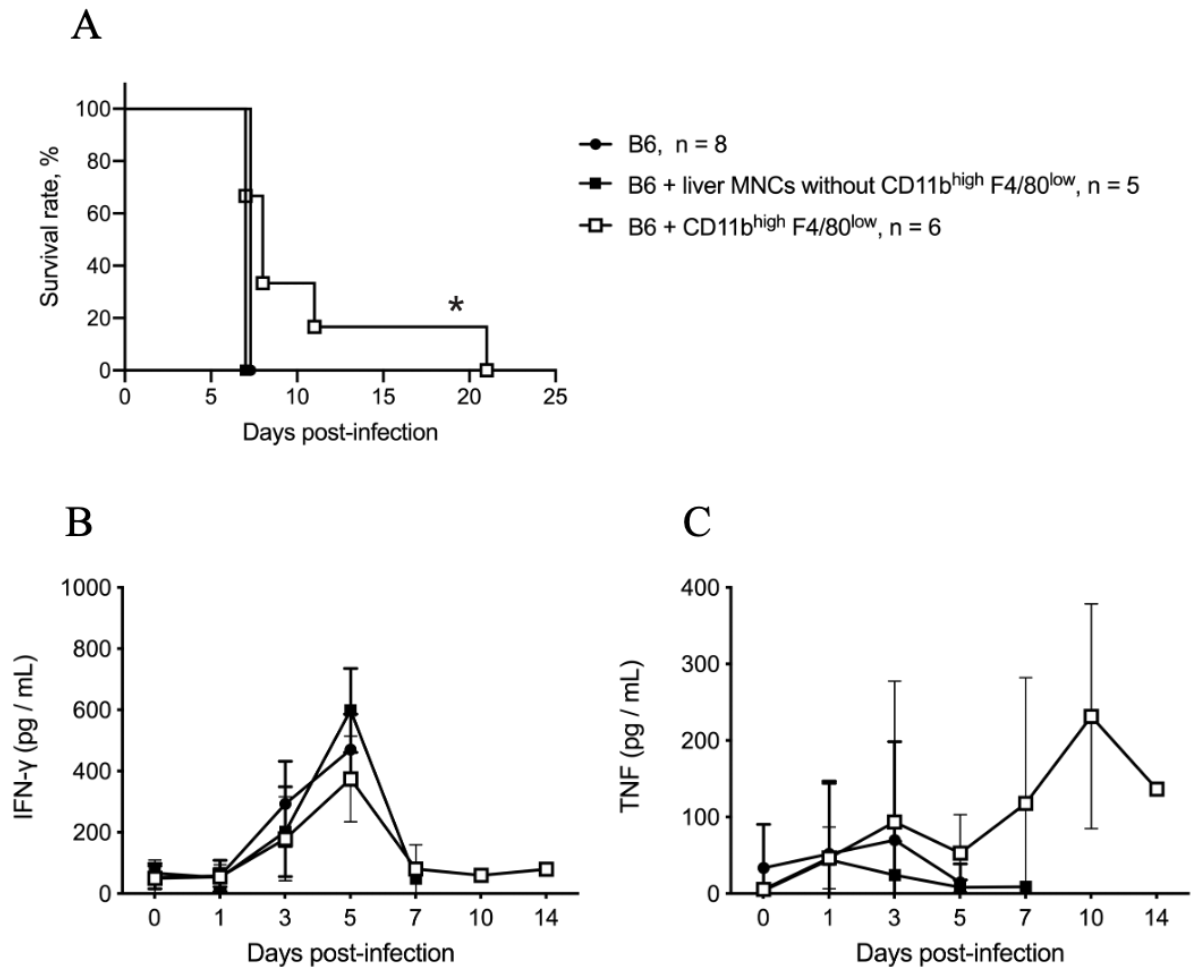 A
Survival rate, %
100
80
60
40
20
0
*
0 5 10 15 20 25
Days post-infection
B6, n = 8
B6 + liver MNCs without CD11bhigh F4/80low, n = 5
B6 + CD11bhigh F4/80low, n = 6
B
IFN-γ (pg / mL)
1000
800
600
400
200
0
0 1 3 5 7 10 14
Days post-infection
C
TNF (pg / mL)
400
300
200
100
0
0 1 3 5 7 10 14
Days post-infection